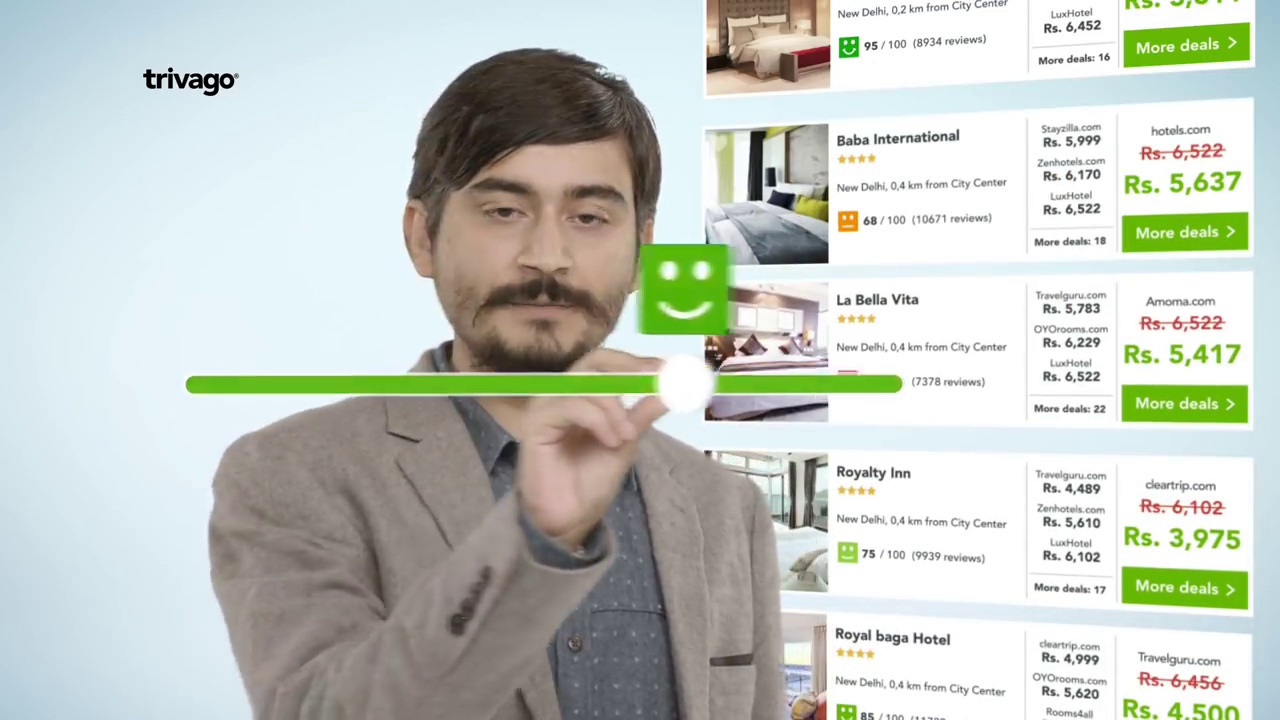 trivago
New Delhi, 0,2 km from City Center
95 / 100 (8934 reviews)
LuxHotel
Rs. 6,452
More deals: 16
More deals >
Baba International
New Delhi, 0,4 km from City Center
68 / 100 (10671 reviews)
Stayzilla.com
Rs. 5,999
Zenhotels.com
Rs. 6,170
LuxHotel
Rs. 6,522
More deals: 18
hotels.com
Rs. 6,522
Rs. 5,637
More deals >
La Bella Vita
New Delhi, 0,4 km from City Center
(7378 reviews)
Travelguru.com
Rs. 5,783
OYOrooms.com
Rs. 6,229
LuxHotel
Rs. 6,522
More deals: 22
Amoma.com
Rs. 6,522
Rs. 5,417
More deals >
Royalty Inn
New Delhi, 0,4 km from City Center
75 / 100 (9939 reviews)
Travelguru.com
Rs. 4,489
Zenhotels.com
Rs. 5,610
LuxHotel
Rs. 6,102
More deals: 17
cleartrip.com
Rs. 6,102
Rs. 3,975
More deals >
Royal baga Hotel
New Delhi, 0,4 km from City Center
85 / 100
cleartrip.com
Rs. 4,999
OYOrooms.com
Rs. 5,620
Rooms4all
Travelguru.com
Rs. 6,456
Rs. 4,500